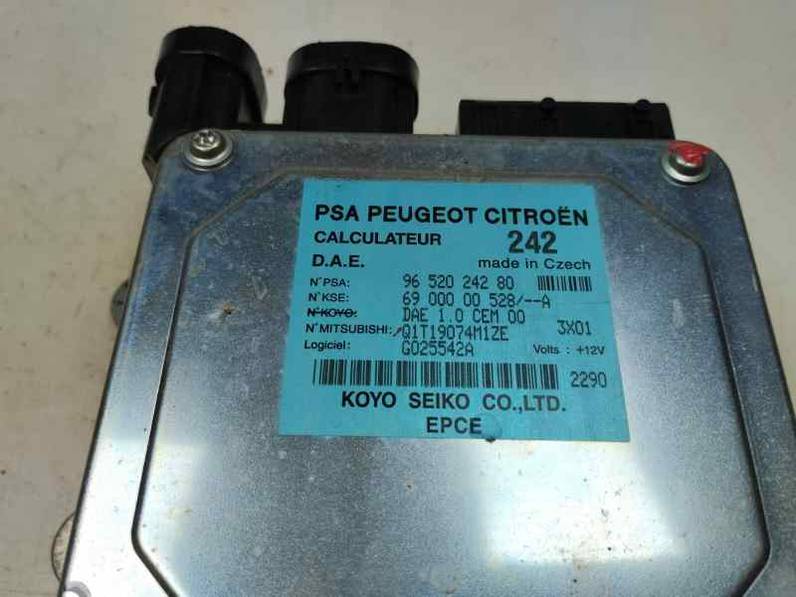 PSA PEUGEOT CITROËN
CALCULATEUR 242
D.A.E. made in Czech
N°PSA: 96 520 242 80
N°KSE: 69 000 00 528/--A
N°KOYO: DAE 1.0 CEM 00
N°MITSUBISHI: Q1T19074M1ZE 3X01
Logiciel: G025542A Volts : +12V
2290
KOYO SEIKO CO.,LTD.
EPCE